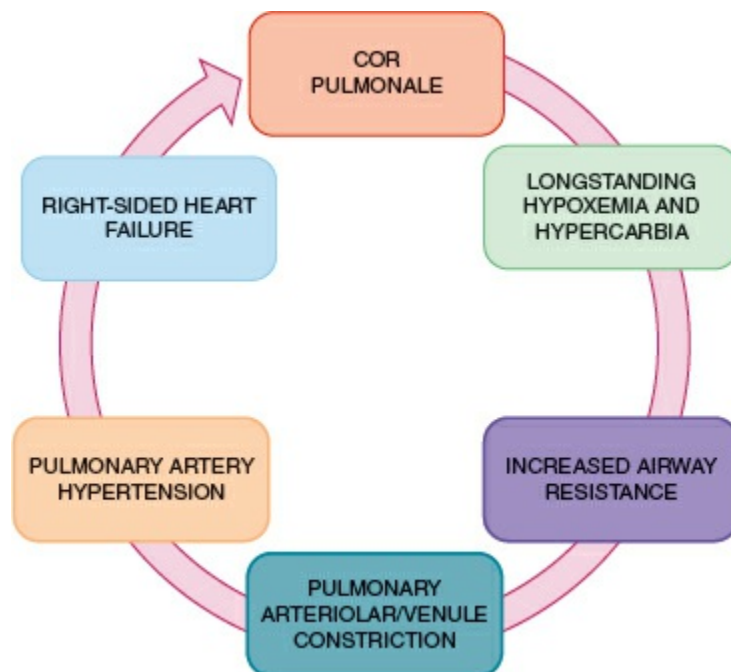 COR
PULMONALE
LONGSTANDING
HYPOXEMIA AND
HYPERCARBIA
INCREASED AIRWAY
RESISTANCE
PULMONARY
ARTERIOLAR/VENULE
CONSTRICTION
PULMONARY ARTERY
HYPERTENSION
RIGHT-SIDED HEART
FAILURE